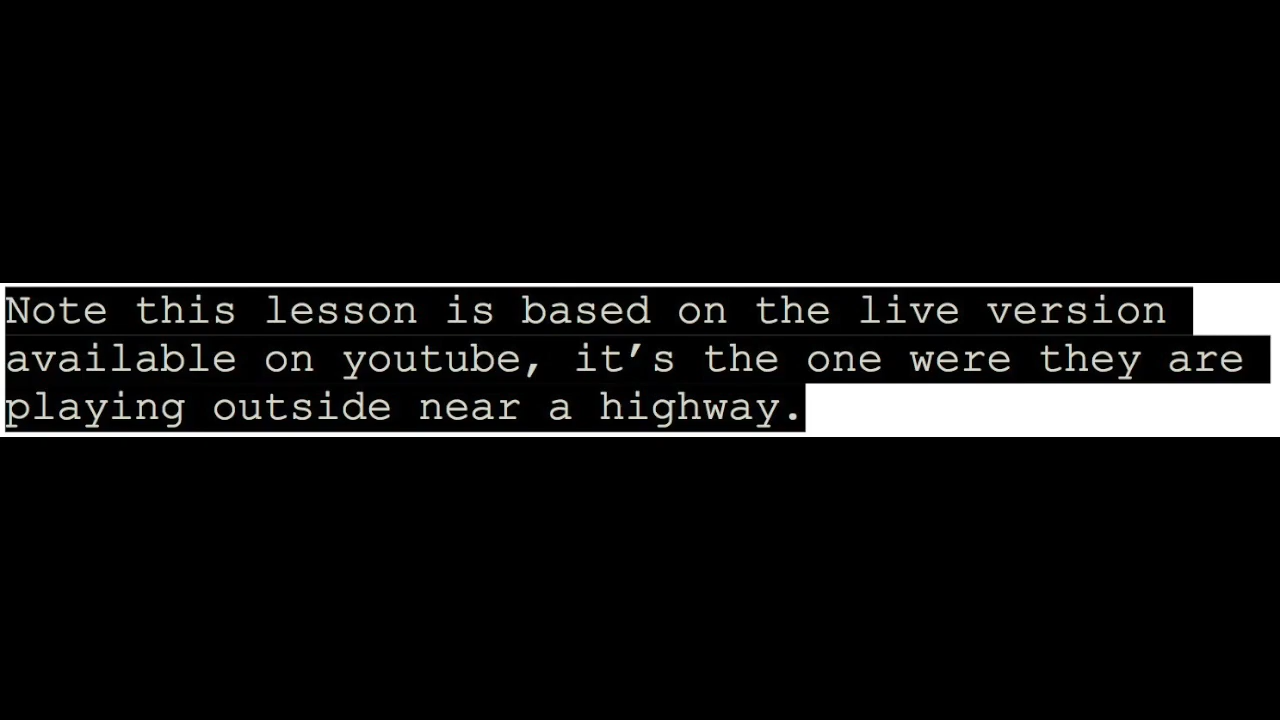 Note this lesson is based on the live version
available on youtube, it’s the one were they are
playing outside near a highway.